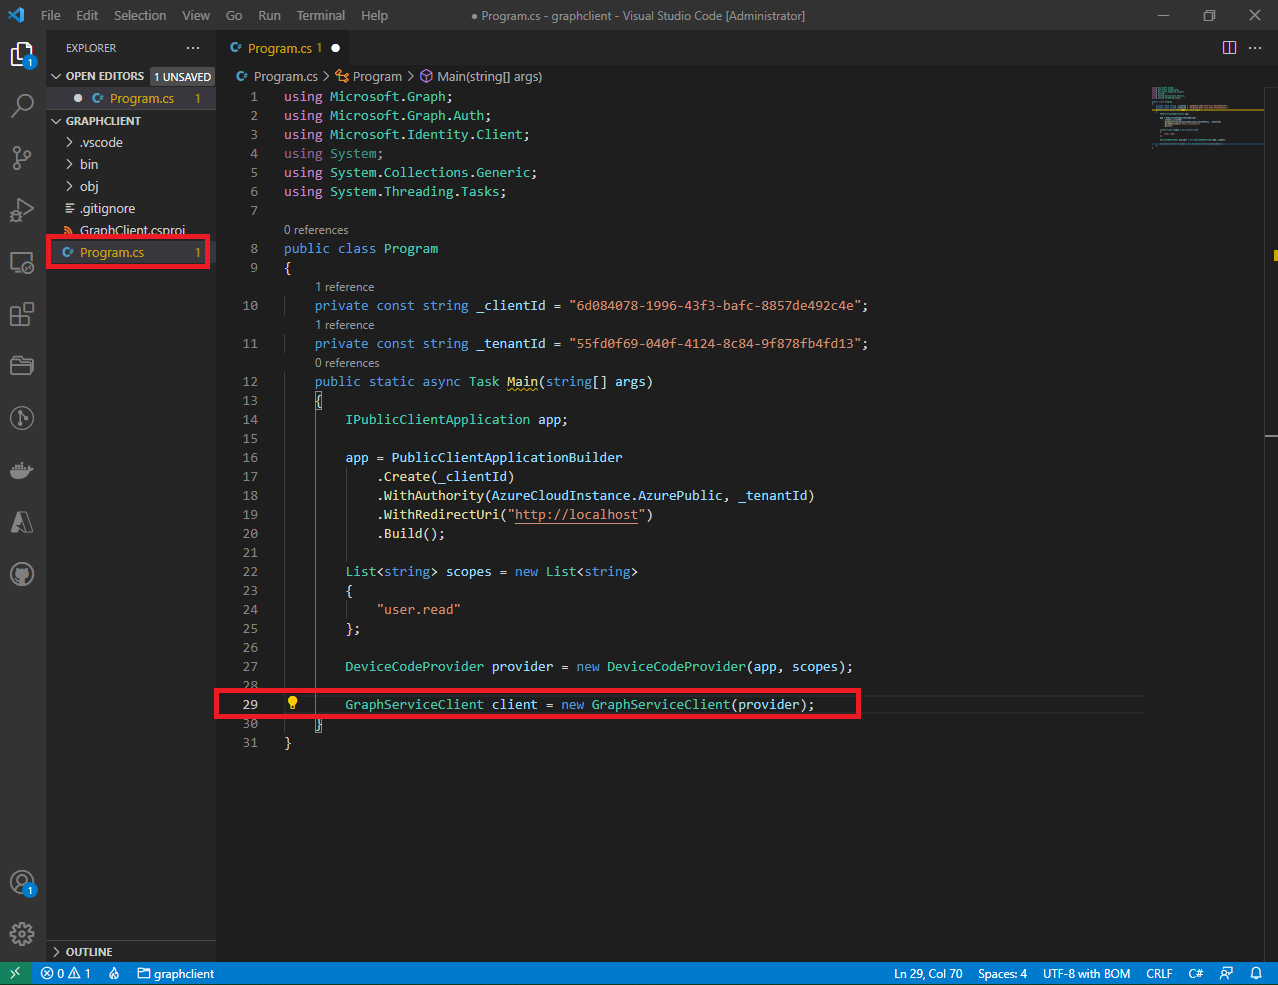 File Edit Selection View Go Run Terminal Help
● Program.cs - graphclient - Visual Studio Code [Administrator]
EXPLORER
OPEN EDITORS 1 UNSAVED
Program.cs 1
GRAPHCLIENT
.vscode
bin
obj
.gitignore
GraphClient.csproj
Program.cs 1
OUTLINE
1
1
Program.cs 1
Program.cs > Program > Main(string[] args)
1 using Microsoft.Graph;
2 using Microsoft.Graph.Auth;
3 using Microsoft.Identity.Client;
4 using System;
5 using System.Collections.Generic;
6 using System.Threading.Tasks;
7
0 references
8 public class Program
9 {
1 reference
10 private const string _clientId = "6d084078-1996-43f3-bafc-8857de492c4e";
1 reference
11 private const string _tenantId = "55fd0f69-040f-4124-8c84-9f878fb4fd13";
0 references
12 public static async Task Main(string[] args)
13 {
14 IPublicClientApplication app;
15
16 app = PublicClientApplicationBuilder
17 .Create(_clientId)
18 .WithAuthority(AzureCloudInstance.AzurePublic, _tenantId)
19 .WithRedirectUri("http://localhost")
20 .Build();
21
22 List<string> scopes = new List<string>
23 {
24 "user.read"
25 };
26
27 DeviceCodeProvider provider = new DeviceCodeProvider(app, scopes);
28
29 GraphServiceClient client = new GraphServiceClient(provider);
30 }
31 }
0 1 graphclient
Ln 29, Col 70 Spaces: 4 UTF-8 with BOM CRLF C#